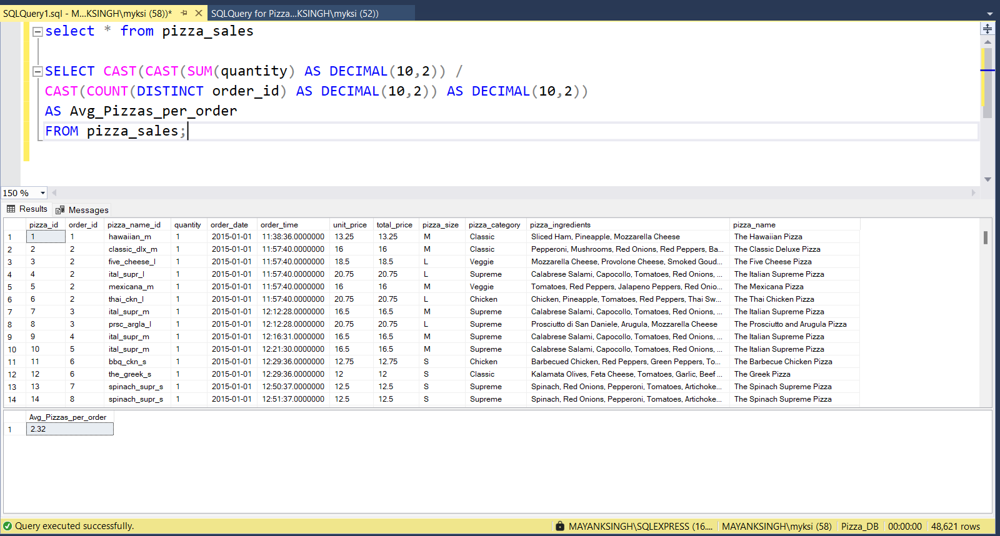 SQLQuery1.sql - M...KSINGH\myksi (58))* SQLQuery for Pizza...KSINGH\myksi (52))
select * from pizza_sales
SELECT CAST(CAST(SUM(quantity) AS DECIMAL(10,2)) /
CAST(COUNT(DISTINCT order_id) AS DECIMAL(10,2)) AS DECIMAL(10,2))
AS Avg_Pizzas_per_order
FROM pizza_sales;
150 %
Results Messages
pizza_id order_id pizza_name_id quantity order_date order_time unit_price total_price pizza_size pizza_category pizza_ingredients pizza_name
1 1 1 hawaiian_m 1 2015-01-01 11:38:36.0000000 13.25 13.25 M Classic Sliced Ham, Pineapple, Mozzarella Cheese The Hawaiian Pizza
2 2 2 classic_dlx_m 1 2015-01-01 11:57:40.0000000 16 16 M Classic Pepperoni, Mushrooms, Red Onions, Red Peppers, Ba... The Classic Deluxe Pizza
3 3 2 five_cheese_l 1 2015-01-01 11:57:40.0000000 18.5 18.5 L Veggie Mozzarella Cheese, Provolone Cheese, Smoked Goud... The Five Cheese Pizza
4 4 2 ital_supr_l 1 2015-01-01 11:57:40.0000000 20.75 20.75 L Supreme Calabrese Salami, Capocollo, Tomatoes, Red Onions, ... The Italian Supreme Pizza
5 5 2 mexicana_m 1 2015-01-01 11:57:40.0000000 16 16 M Veggie Tomatoes, Red Peppers, Jalapeno Peppers, Red Onio... The Mexicana Pizza
6 6 2 thai_ckn_l 1 2015-01-01 11:57:40.0000000 20.75 20.75 L Chicken Chicken, Pineapple, Tomatoes, Red Peppers, Thai Sw... The Thai Chicken Pizza
7 7 3 ital_supr_m 1 2015-01-01 12:12:28.0000000 16.5 16.5 M Supreme Calabrese Salami, Capocollo, Tomatoes, Red Onions, ... The Italian Supreme Pizza
8 8 3 prsc_argla_l 1 2015-01-01 12:12:28.0000000 20.75 20.75 L Supreme Prosciutto di San Daniele, Arugula, Mozzarella Cheese The Prosciutto and Arugula Pizza
9 9 4 ital_supr_m 1 2015-01-01 12:16:31.0000000 16.5 16.5 M Supreme Calabrese Salami, Capocollo, Tomatoes, Red Onions, ... The Italian Supreme Pizza
10 10 5 ital_supr_m 1 2015-01-01 12:21:30.0000000 16.5 16.5 M Supreme Calabrese Salami, Capocollo, Tomatoes, Red Onions, ... The Italian Supreme Pizza
11 11 6 bbq_ckn_s 1 2015-01-01 12:29:36.0000000 12.75 12.75 S Chicken Barbecued Chicken, Red Peppers, Green Peppers, To... The Barbecue Chicken Pizza
12 12 6 the_greek_s 1 2015-01-01 12:29:36.0000000 12 12 S Classic Kalamata Olives, Feta Cheese, Tomatoes, Garlic, Beef ... The Greek Pizza
13 13 7 spinach_supr_s 1 2015-01-01 12:50:37.0000000 12.5 12.5 S Supreme Spinach, Red Onions, Pepperoni, Tomatoes, Artichoke... The Spinach Supreme Pizza
14 14 8 spinach_supr_s 1 2015-01-01 12:51:37.0000000 12.5 12.5 S Supreme Spinach, Red Onions, Pepperoni, Tomatoes, Artichoke... The Spinach Supreme Pizza
Avg_Pizzas_per_order
1 2.32
Query executed successfully. MAYANKSINGH\SQLEXPRESS (16.... MAYANKSINGH\myksi (58) Pizza_DB 00:00:00 48,621 rows